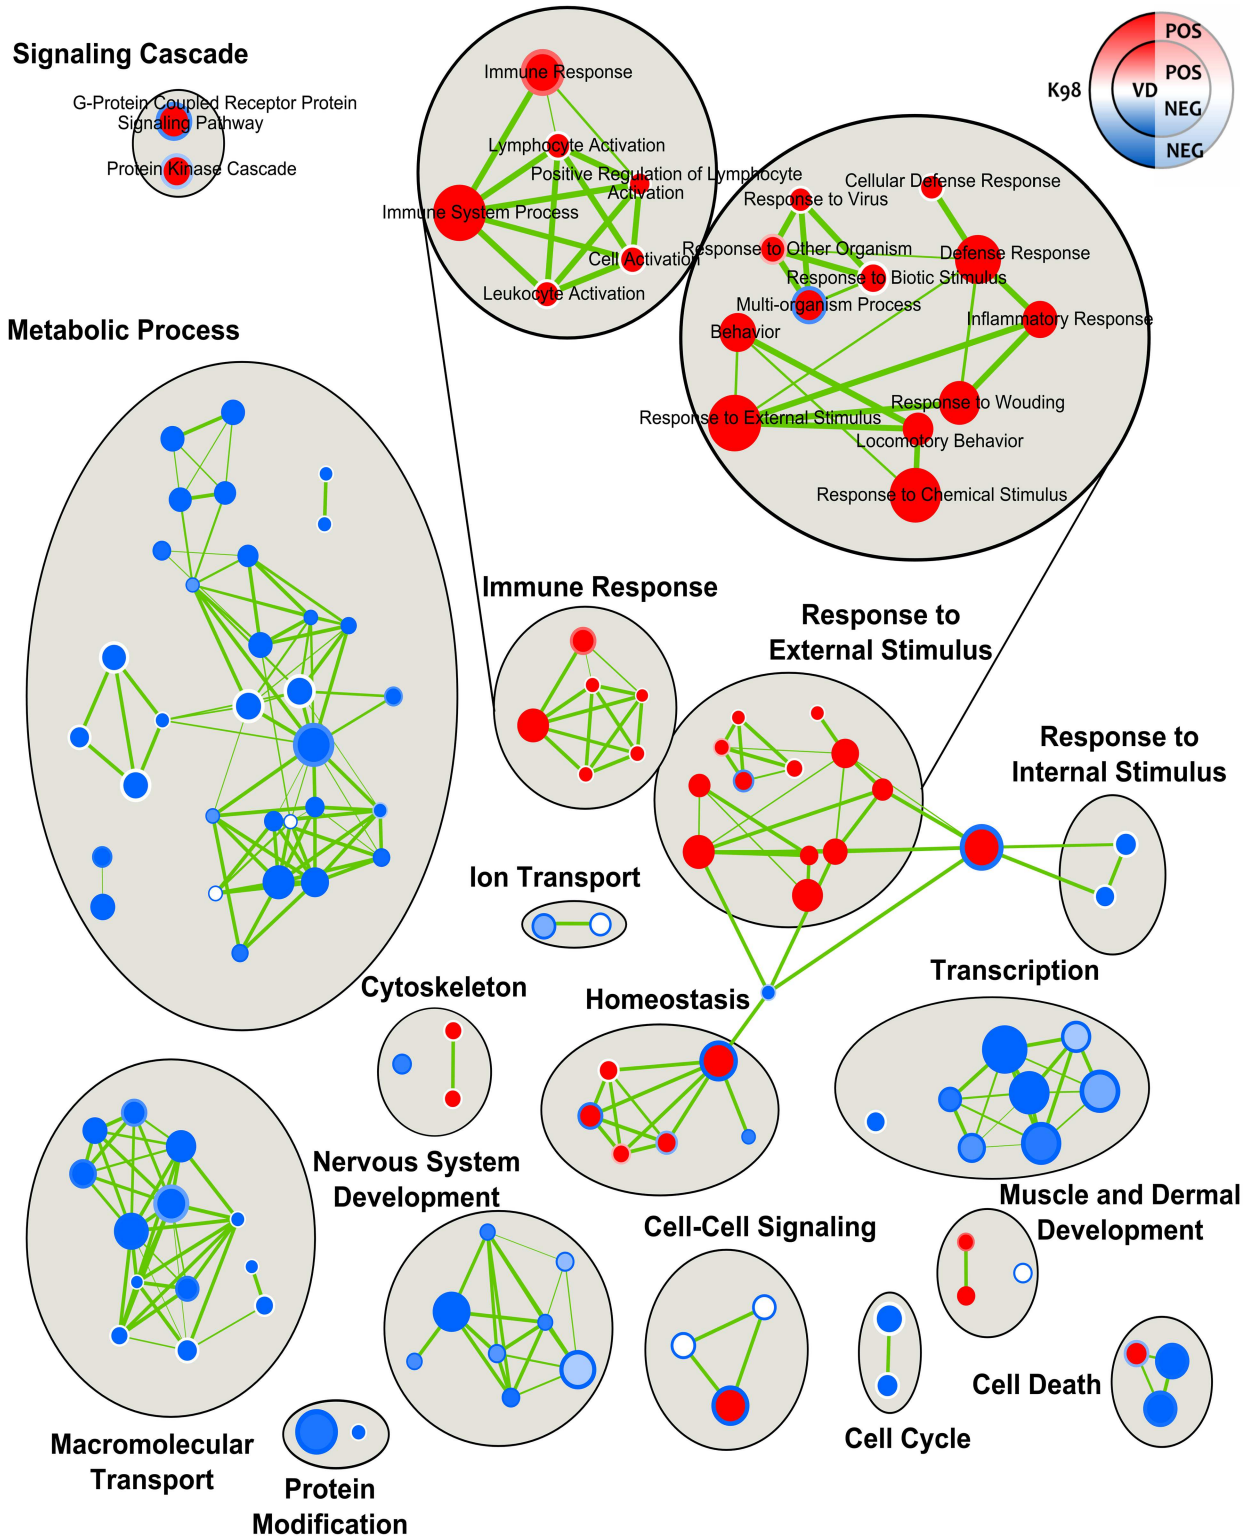 Signaling Cascade
G-Protein Coupled Receptor Protein
Signaling Pathway
Protein Kinase Cascade
Immune Response
Lymphocyte Activation
Positive Regulation of Lymphocyte
Activation
Immune System Process
Cell Activation
Leukocyte Activation
K98
VD
POS
POS
NEG
NEG
Cellular Defense Response
Response to Virus
Response to Other Organism
Defense Response
Response to Biotic Stimulus
Multi-organism Process
Behavior
Inflammatory Response
Response to Wouding
Response to External Stimulus
Locomotory Behavior
Response to Chemical Stimulus
Metabolic Process
Immune Response
Response to
External Stimulus
Response to
Internal Stimulus
Ion Transport
Cytoskeleton
Homeostasis
Transcription
Nervous System
Development
Cell-Cell Signaling
Muscle and Dermal
Development
Cell Death
Cell Cycle
Macromolecular
Transport
Protein
Modification